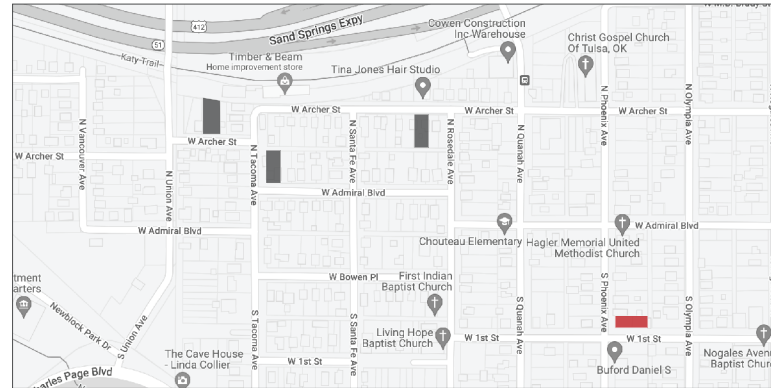 W M.B. Brady St
412
Sand Springs Expy
Cowen Construction
Inc Warehouse
Christ Gospel Church
Of Tulsa, OK
51
Katy Trail
Timber & Beam
Home improvement store
Tina Jones Hair Studio
W Archer St
W Archer St
W Archer St
W Archer St
W Archer St
N Vancouver Ave
N Union Ave
N Tacoma Ave
N Santa Fe Ave
N Rosedale Ave
N Quanah Ave
N Phoenix Ave
N Olympia Ave
W Admiral Blvd
W Admiral Blvd
W Admiral Blvd
Chouteau Elementary
Hagler Memorial United
Methodist Church
W Bowen Pl
First Indian
Baptist Church
tment
arters
Newblock Park Dr
S Union Ave
S Tacoma Ave
S Santa Fe Ave
S Quanah Ave
S Phoenix Ave
S Olympia Ave
Living Hope
Baptist Church
W 1st St
W 1st St
The Cave House
- Linda Collier
Buford Daniel S
Nogales Aven
Baptist Churc
arles Page Blvd